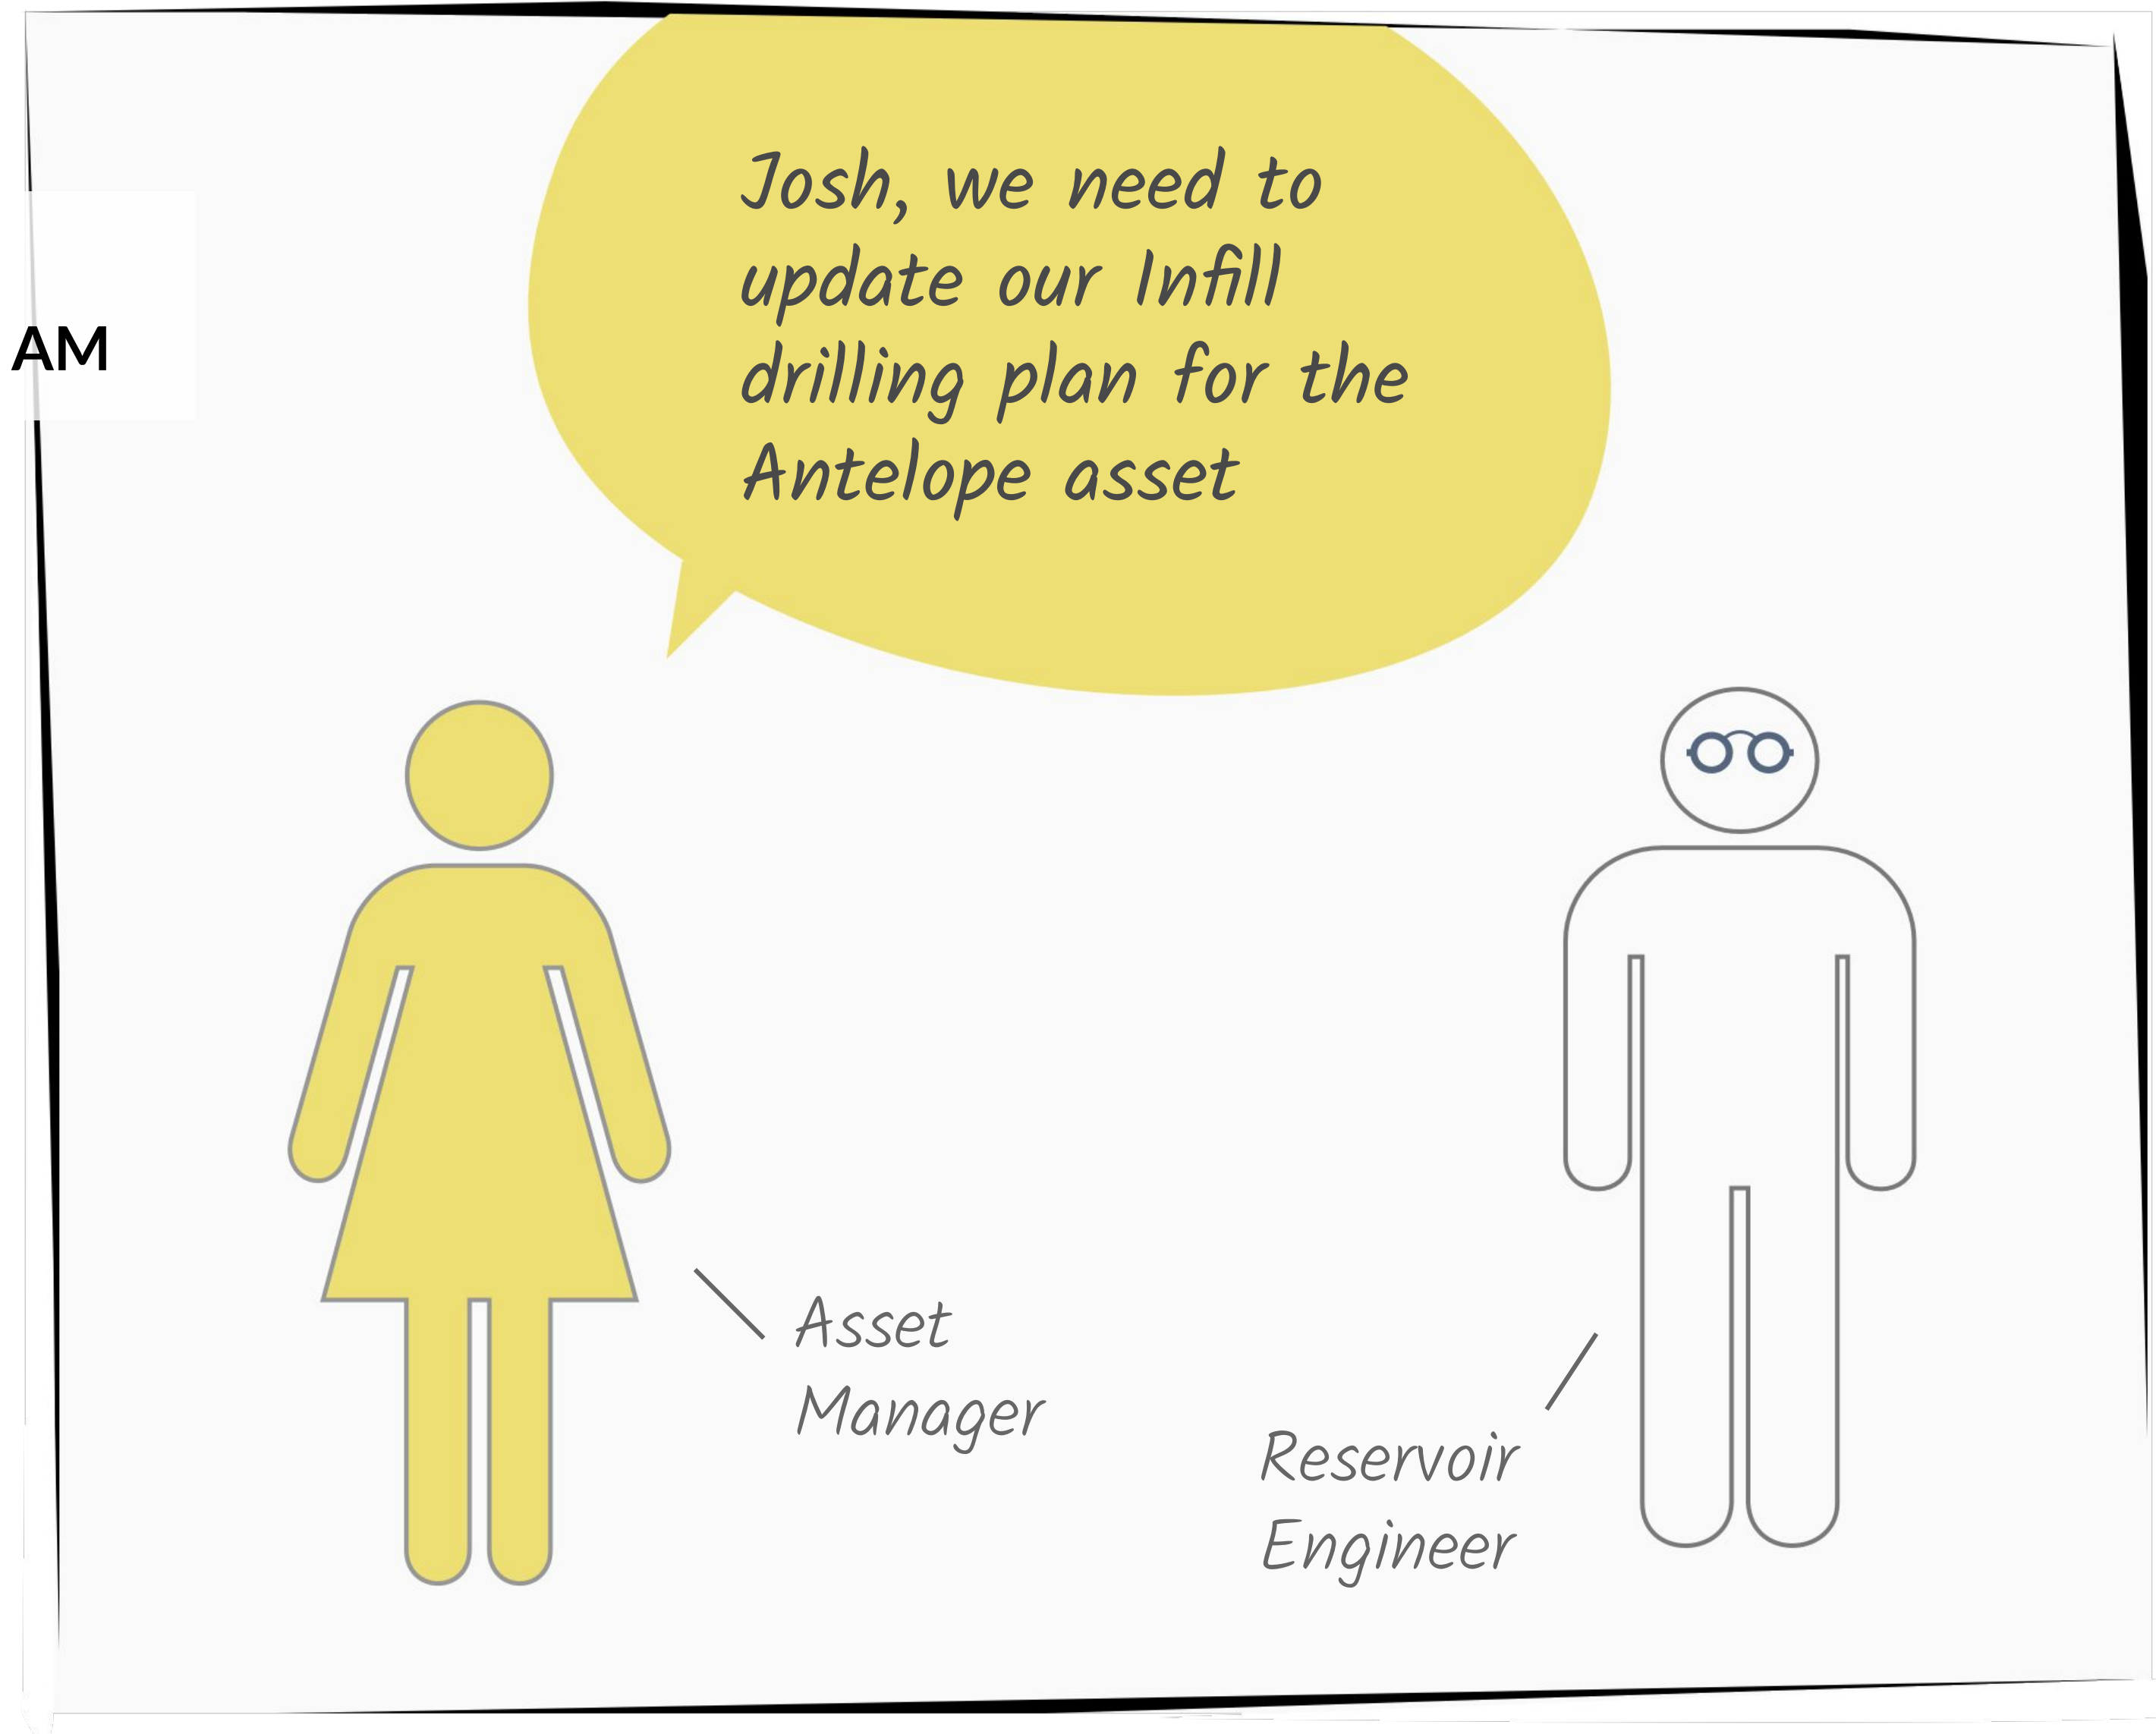 Josh, we need to
update our Infill
drilling plan for the
Antelope asset
AM
Asset
Manager
Reservoir
Engineer